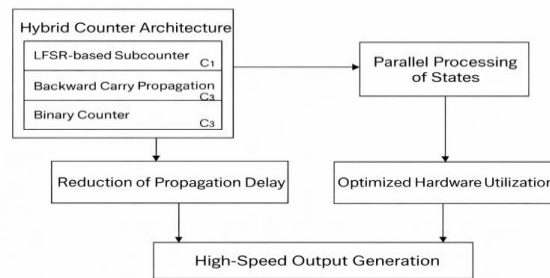 Hybrid Counter Architecture
LFSR-based Subcounter
C1
Backward Carry Propagation
C3
Binary Counter
C3
Parallel Processing
of States
Reduction of Propagation Delay
Optimized Hardware Utilization
High-Speed Output Generation